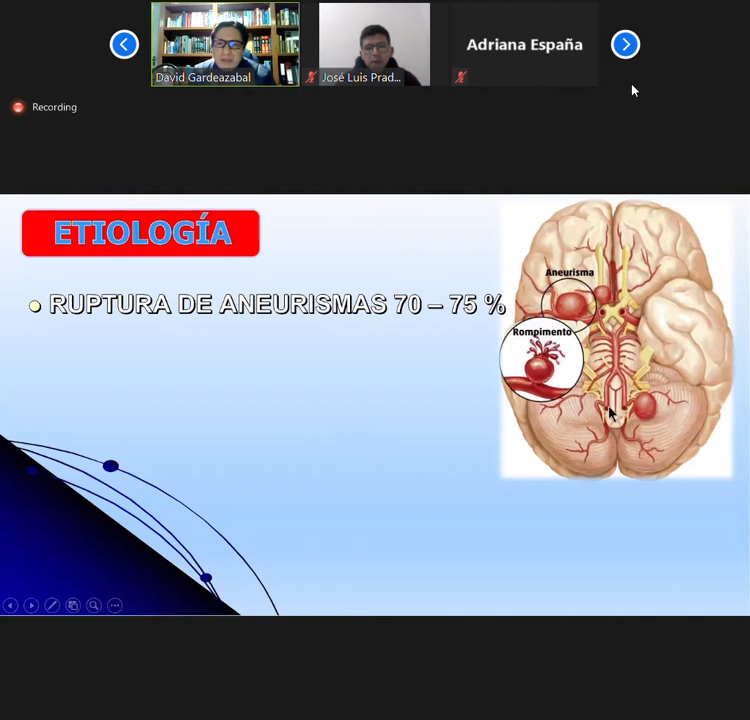 Adriana España
David Gardeazabal
José Luis Prad...
Recording
ETIOLOGÍA
RUPTURA DE ANEURISMAS 70 – 75 %
Aneurisma
Rompimento